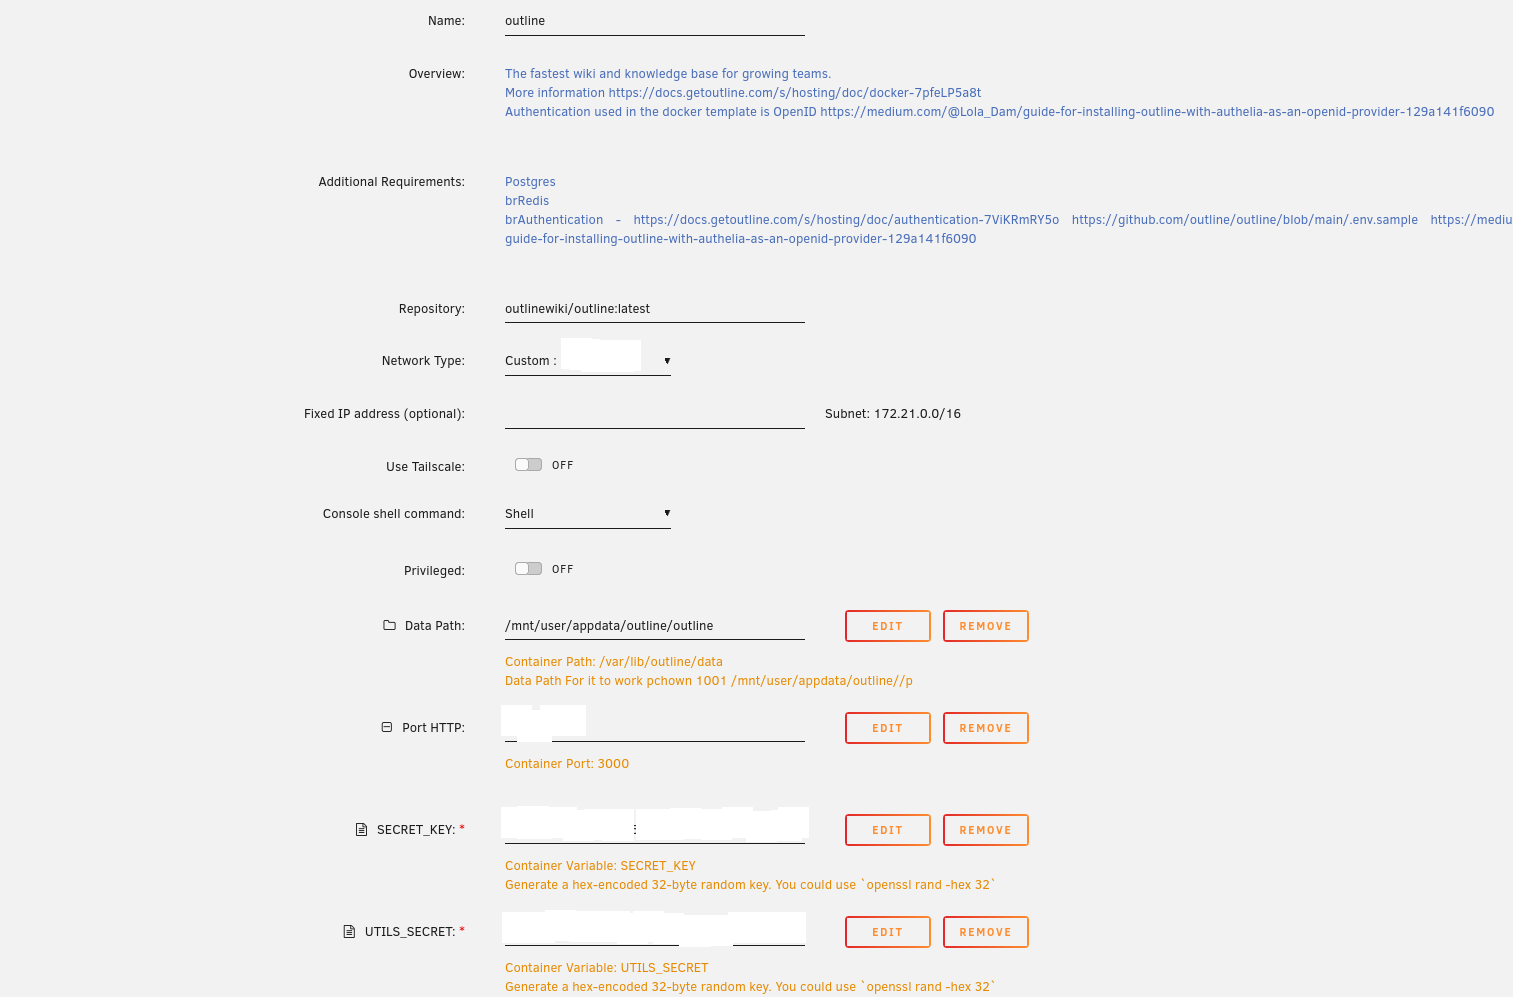 Name: outline
Overview: The fastest wiki and knowledge base for growing teams.
More information https://docs.getoutline.com/s/hosting/doc/docker-7pfeLP5a8t
Authentication used in the docker template is OpenID https://medium.com/@Lola_Dam/guide-for-installing-outline-with-authelia-as-an-openid-provider-129a141f6090
Additional Requirements: Postgres
brRedis
brAuthentication - https://docs.getoutline.com/s/hosting/doc/authentication-7ViKRmRY5o https://github.com/outline/outline/blob/main/.env.sample https://mediu
guide-for-installing-outline-with-authelia-as-an-openid-provider-129a141f6090
Repository: outlinewiki/outline:latest
Network Type: Custom :
Fixed IP address (optional): Subnet: 172.21.0.0/16
Use Tailscale: OFF
Console shell command: Shell
Privileged: OFF
Data Path: /mnt/user/appdata/outline/outline EDIT REMOVE
Container Path: /var/lib/outline/data
Data Path For it to work pchown 1001 /mnt/user/appdata/outline//p
Port HTTP: EDIT REMOVE
Container Port: 3000
SECRET_KEY: * EDIT REMOVE
Container Variable: SECRET_KEY
Generate a hex-encoded 32-byte random key. You could use `openssl rand -hex 32`
UTILS_SECRET: * EDIT REMOVE
Container Variable: UTILS_SECRET
Generate a hex-encoded 32-byte random key. You could use `openssl rand -hex 32`